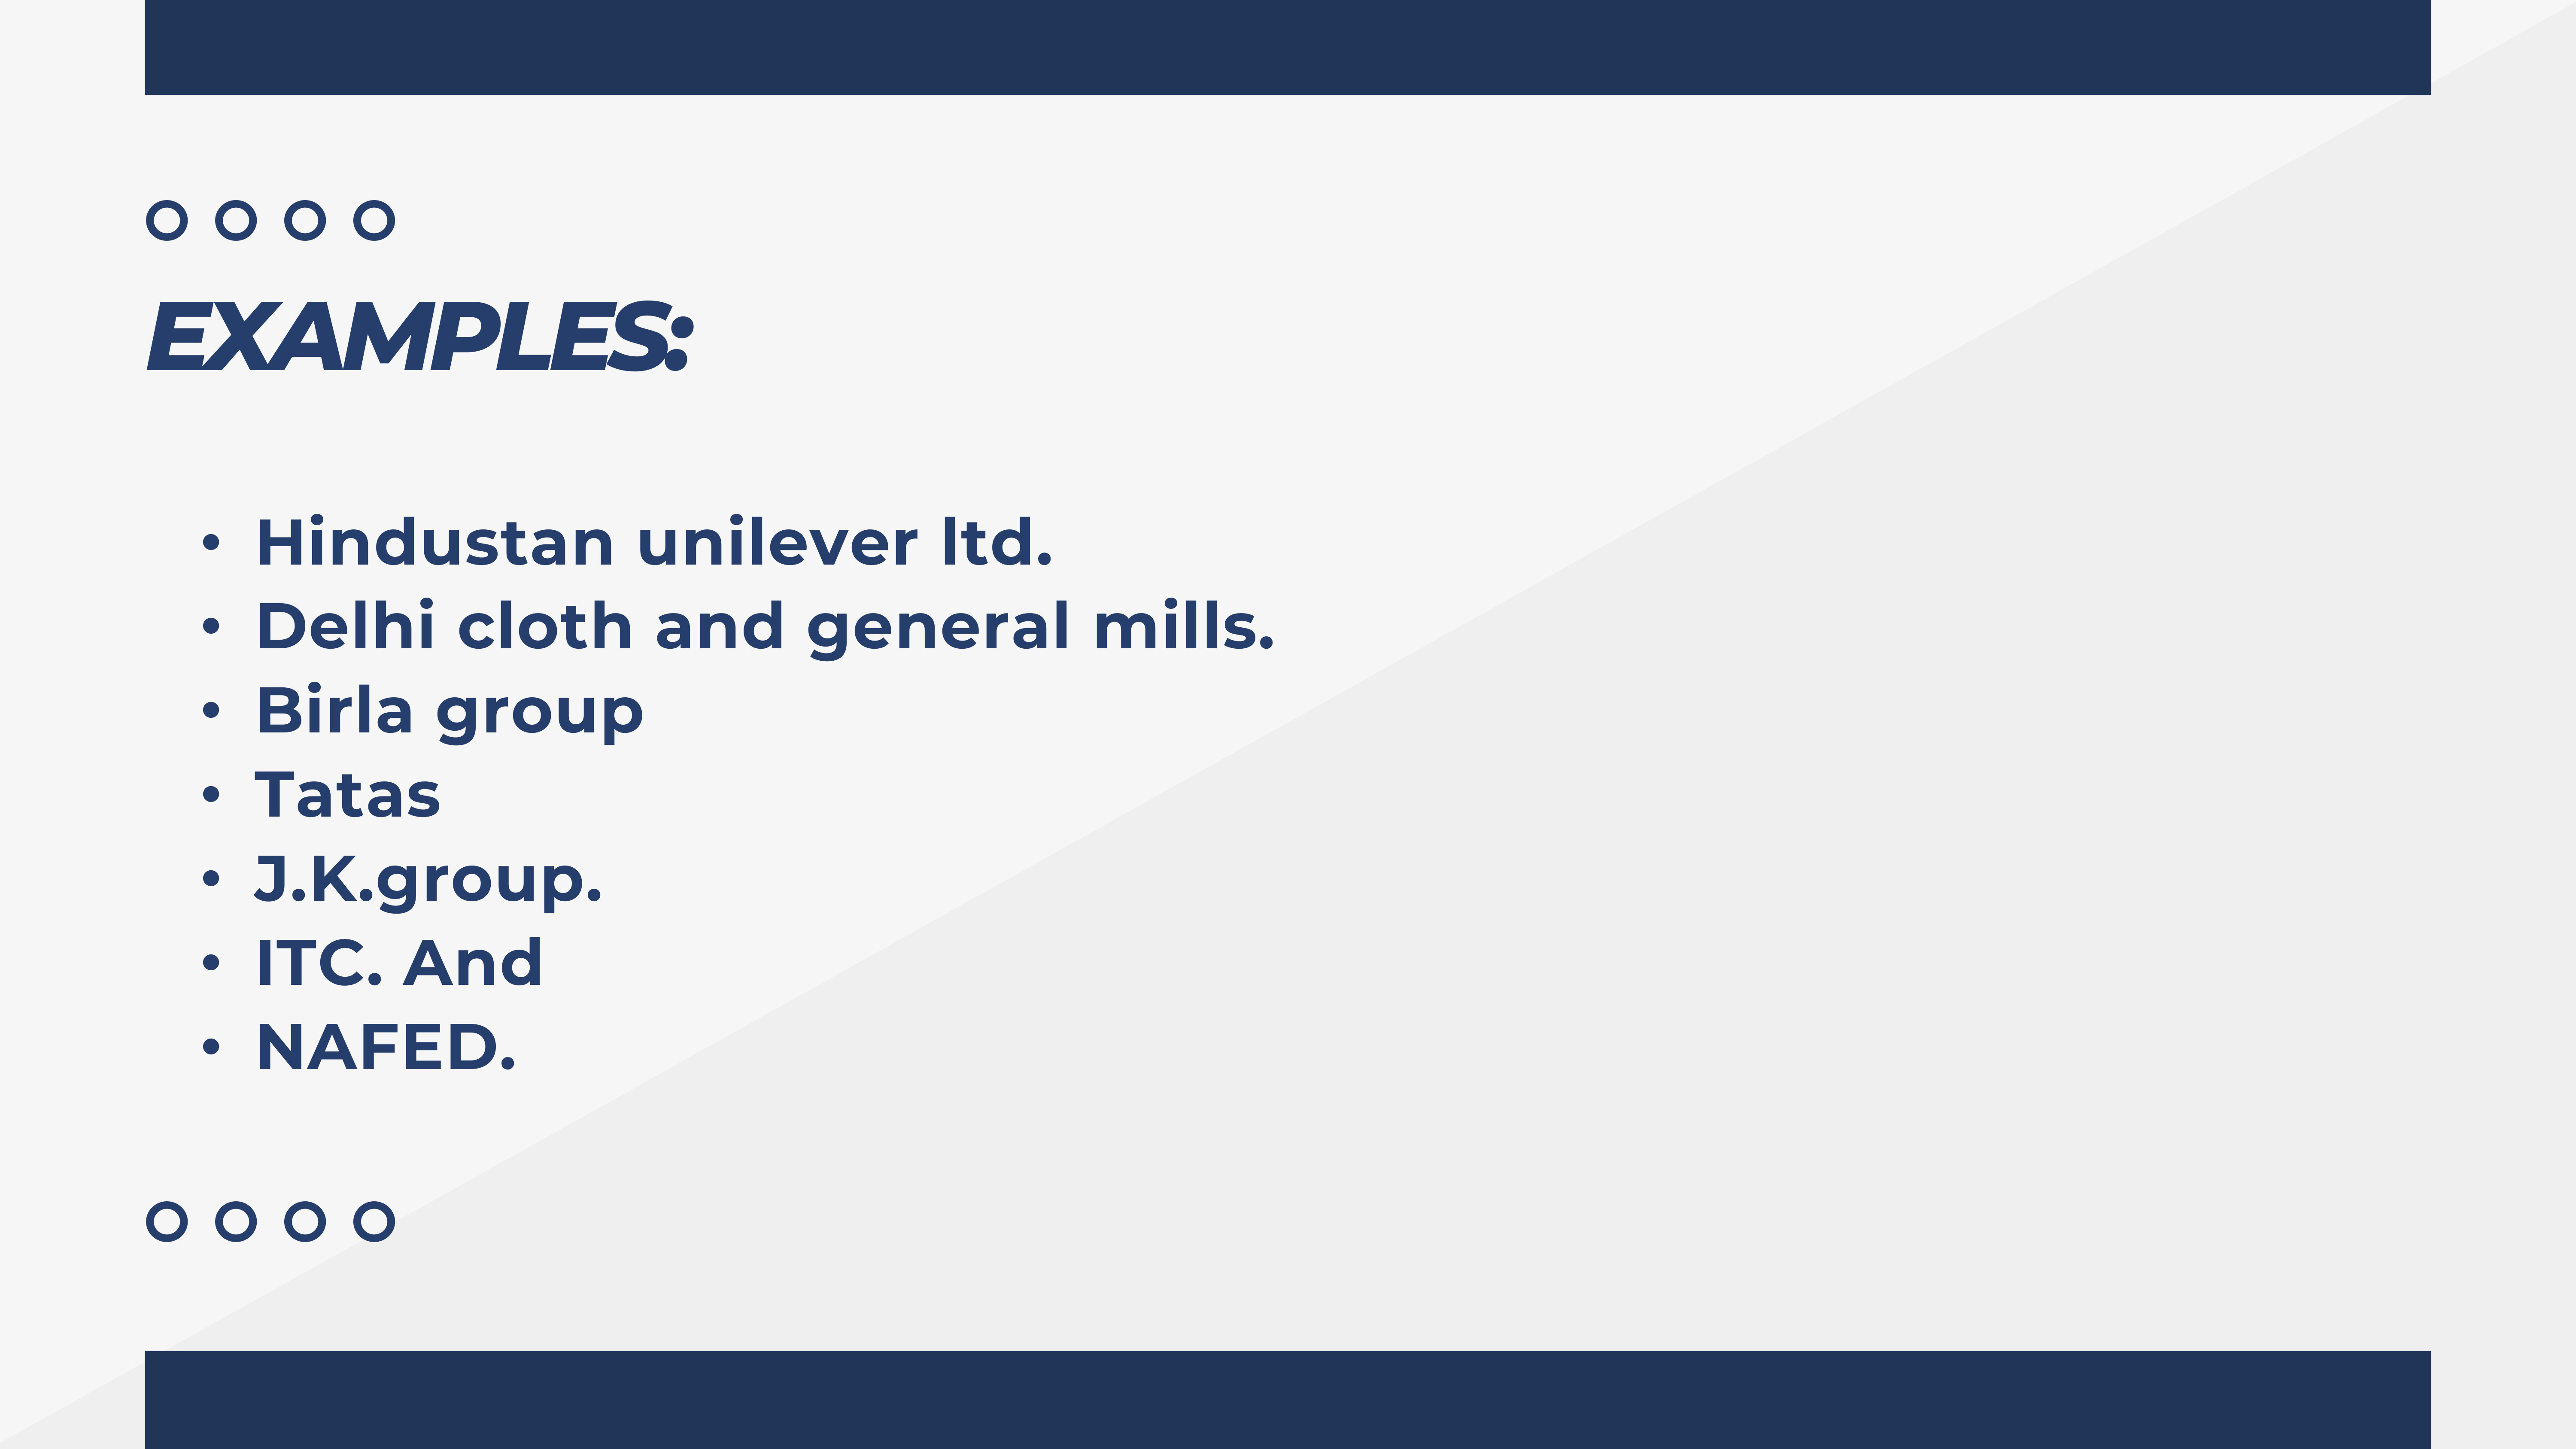 EXAMPLES:
• Hindustan unilever ltd.
• Delhi cloth and general mills.
• Birla group
• Tatas
• J.K.group.
• ITC. And
• NAFED.